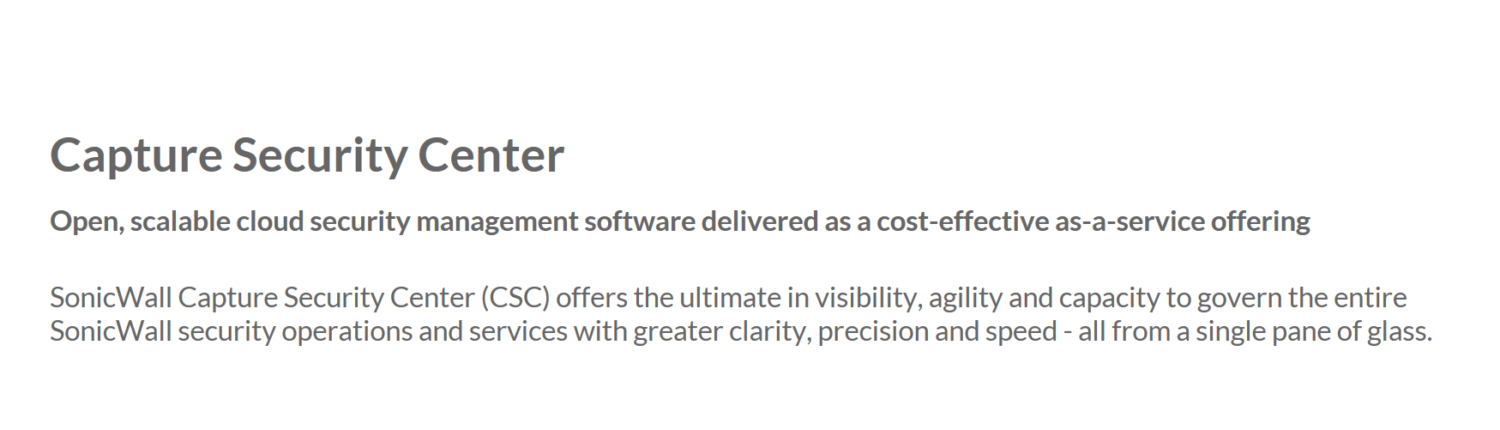 Capture Security Center
Open, scalable cloud security management software delivered as a cost-effective as-a-service offering
SonicWall Capture Security Center (CSC) offers the ultimate in visibility, agility and capacity to govern the entire
SonicWall security operations and services with greater clarity, precision and speed - all from a single pane of glass.